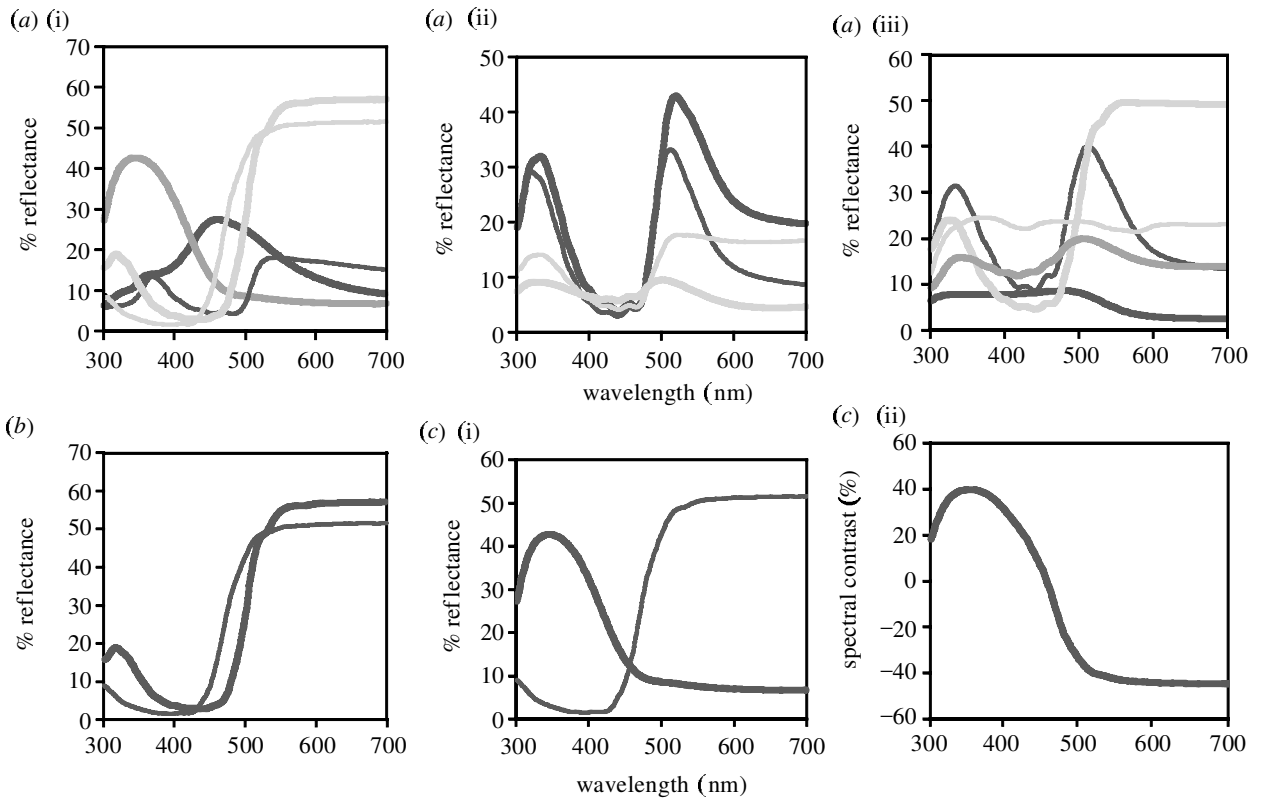 (a) (i)
70
60
50
40
30
20
10
0
% reflectance
300 400 500 600 700
(a) (ii)
50
40
30
20
10
0
% reflectance
300 400 500 600 700
wavelength (nm)
(a) (iii)
60
50
40
30
20
10
0
% reflectance
300 400 500 600 700
(b)
70
60
50
40
30
20
10
0
% reflectance
300 400 500 600 700
(c) (i)
60
50
40
30
20
10
0
% reflectance
300 400 500 600 700
wavelength (nm)
(c) (ii)
60
40
20
0
−20
−40
−60
spectral contrast (%)
300 400 500 600 700